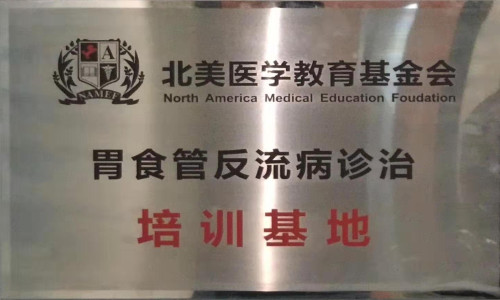 北美医学教育基金会
North America Medical Education Foudation
NAMEF
胃食管反流病诊治
培训基地